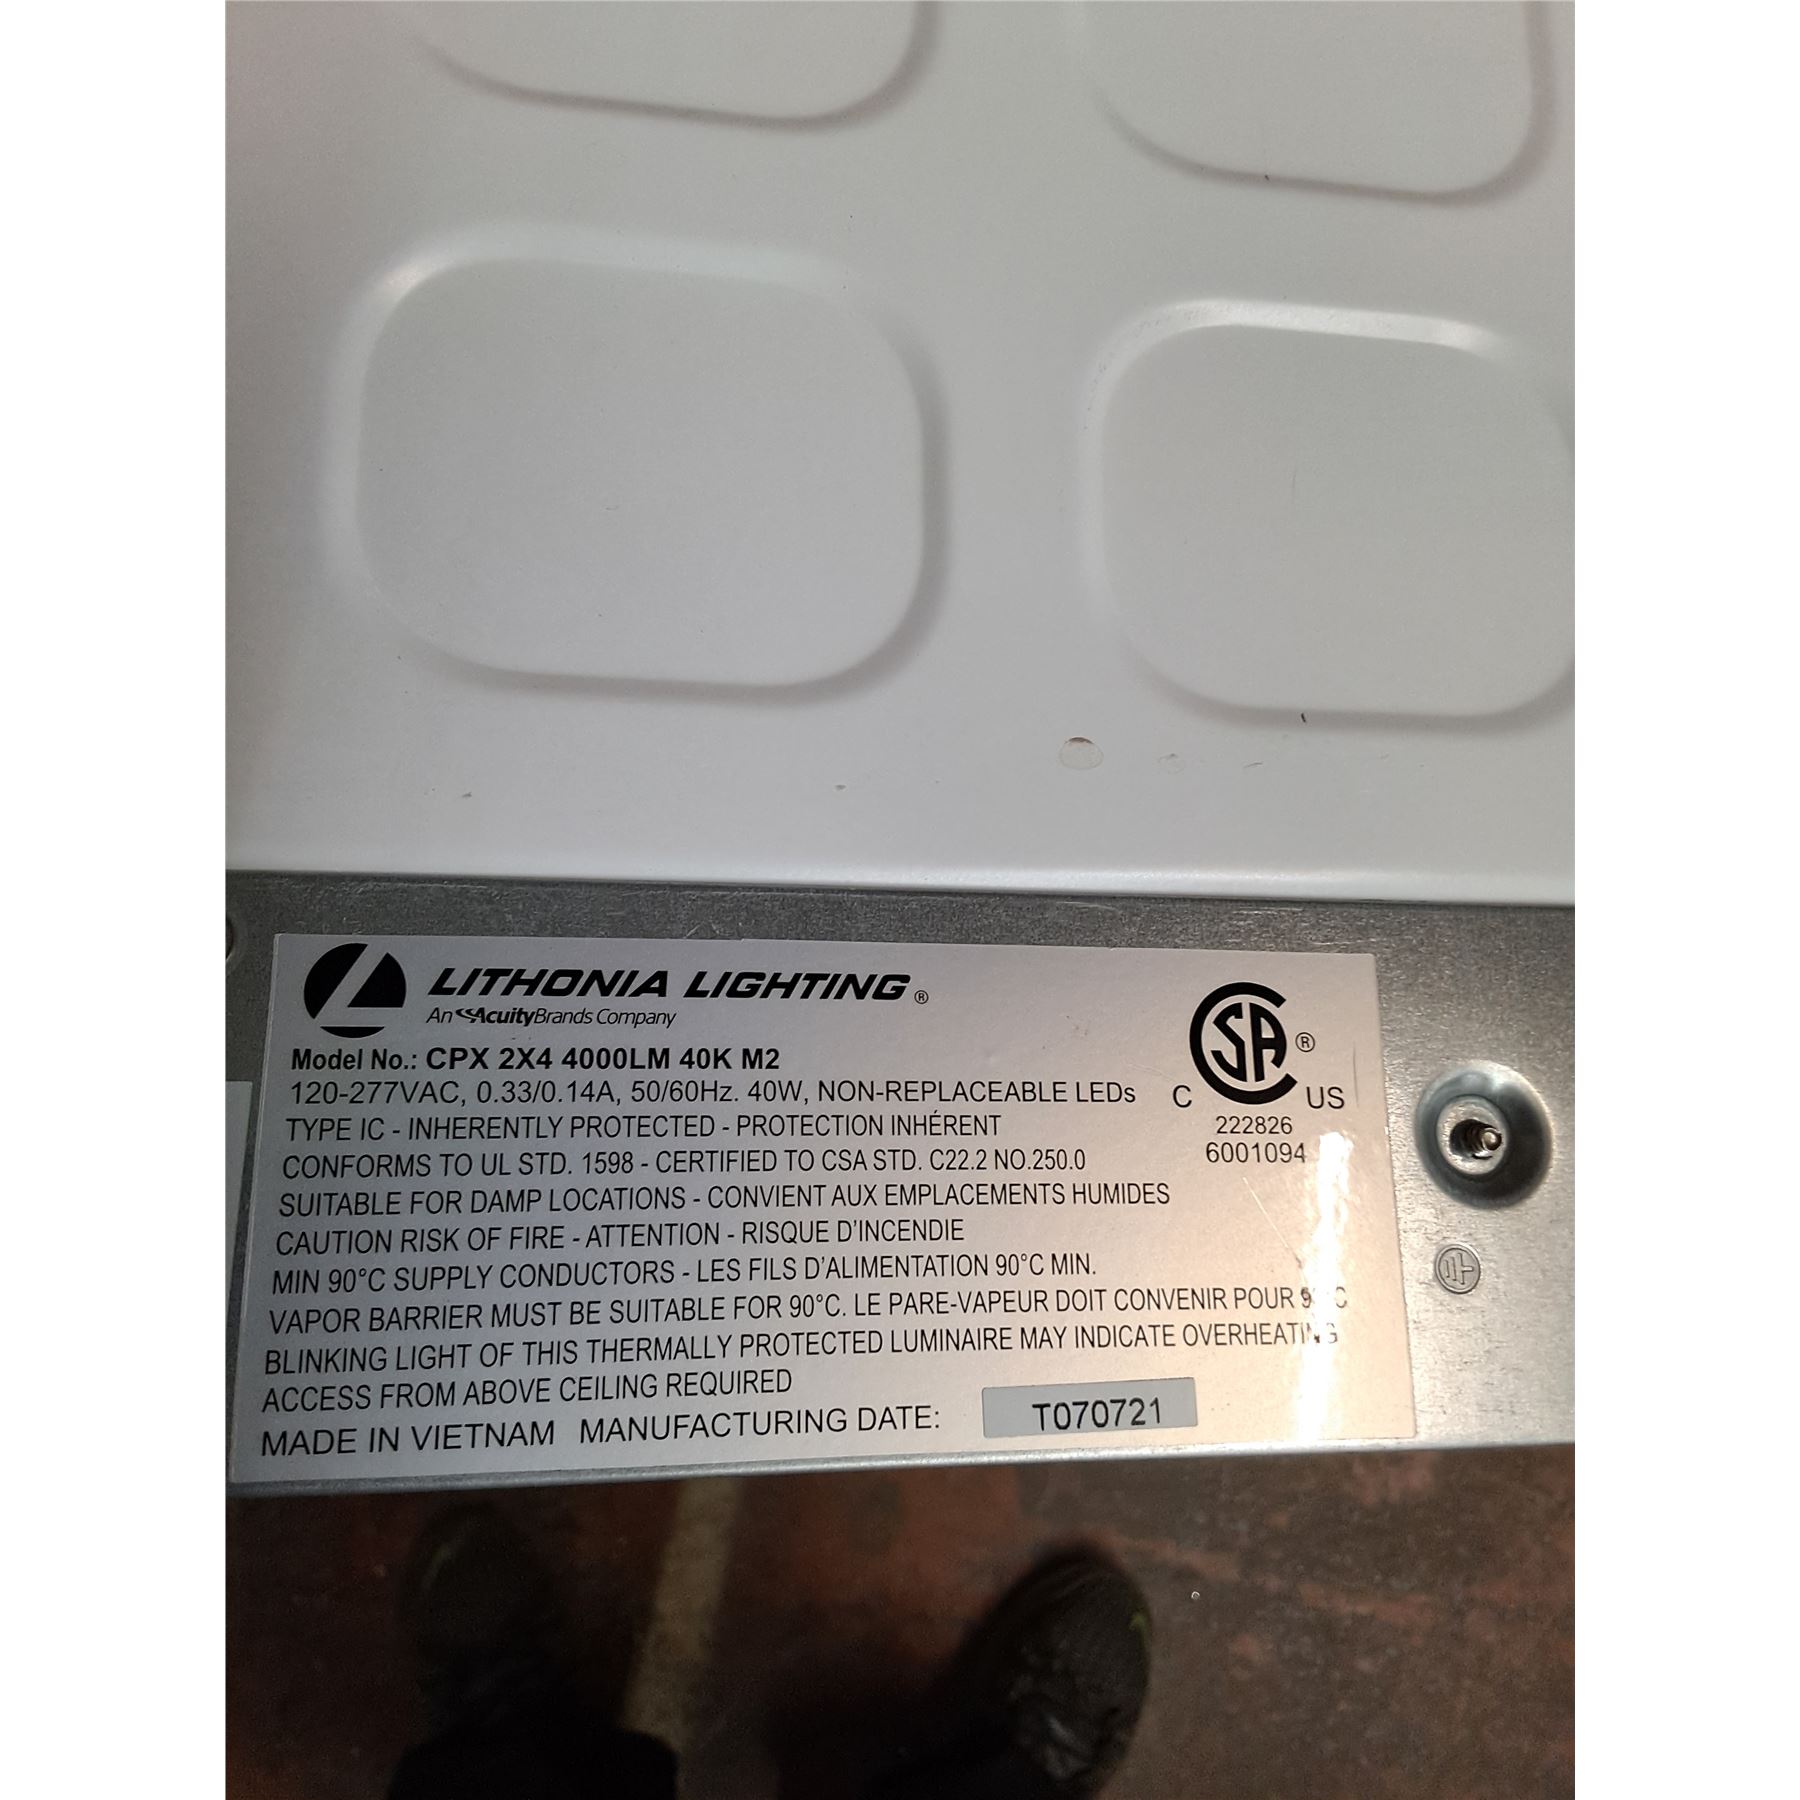 LITHONIA LIGHTING®
An AcuityBrands Company
Model No.: CPX 2X4 4000LM 40K M2
120-277VAC, 0.33/0.14A, 50/60Hz. 40W, NON-REPLACEABLE LEDs
TYPE IC - INHERENTLY PROTECTED - PROTECTION INHÉRENT
CONFORMS TO UL STD. 1598 - CERTIFIED TO CSA STD. C22.2 NO.250.0
SUITABLE FOR DAMP LOCATIONS - CONVIENT AUX EMPLACEMENTS HUMIDES
CAUTION RISK OF FIRE - ATTENTION - RISQUE D'INCENDIE
MIN 90°C SUPPLY CONDUCTORS - LES FILS D'ALIMENTATION 90°C MIN.
VAPOR BARRIER MUST BE SUITABLE FOR 90°C. LE PARE-VAPEUR DOIT CONVENIR POUR
BLINKING LIGHT OF THIS THERMALLY PROTECTED LUMINAIRE MAY INDICATE OVERHEATING
ACCESS FROM ABOVE CEILING REQUIRED
MADE IN VIETNAM MANUFACTURING DATE: T070721
C SA® US
222826
6001094